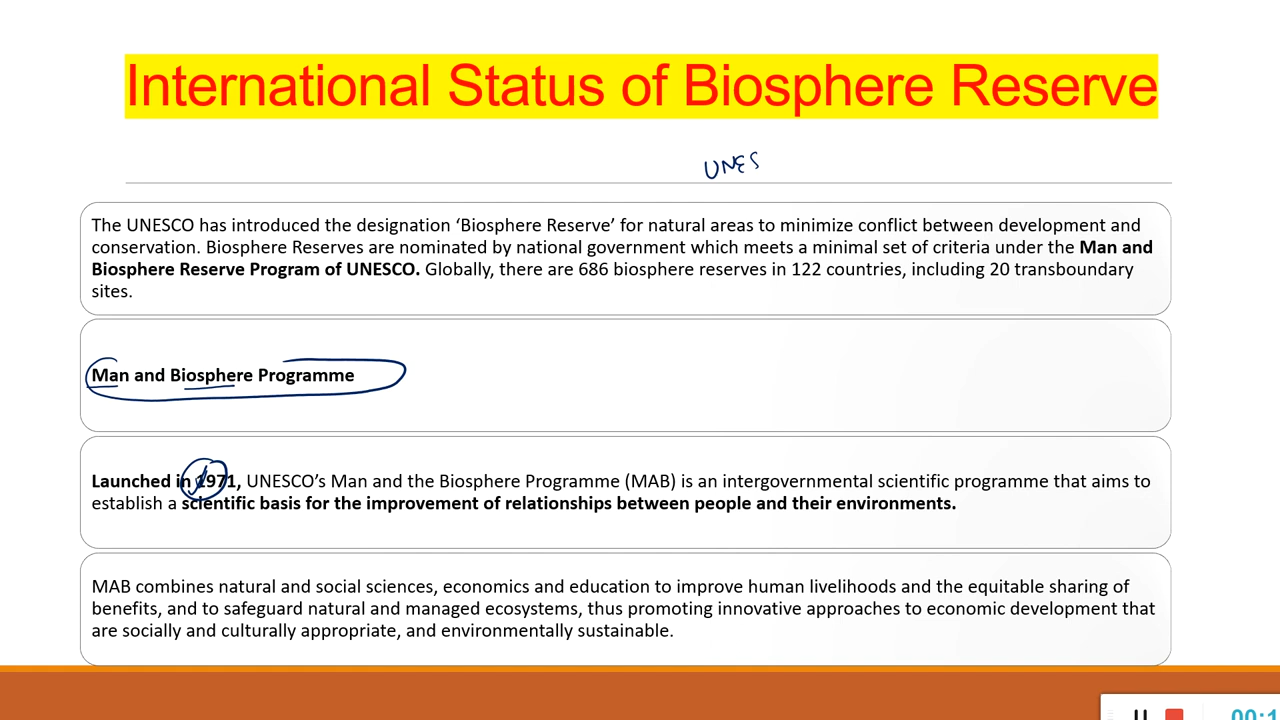 International Status of Biosphere Reserve
UNES
The UNESCO has introduced the designation ‘Biosphere Reserve’ for natural areas to minimize conflict between development and
conservation. Biosphere Reserves are nominated by national government which meets a minimal set of criteria under the Man and
Biosphere Reserve Program of UNESCO. Globally, there are 686 biosphere reserves in 122 countries, including 20 transboundary
sites.
Man and Biosphere Programme
Launched in 1971, UNESCO’s Man and the Biosphere Programme (MAB) is an intergovernmental scientific programme that aims to
establish a scientific basis for the improvement of relationships between people and their environments.
MAB combines natural and social sciences, economics and education to improve human livelihoods and the equitable sharing of
benefits, and to safeguard natural and managed ecosystems, thus promoting innovative approaches to economic development that
are socially and culturally appropriate, and environmentally sustainable.